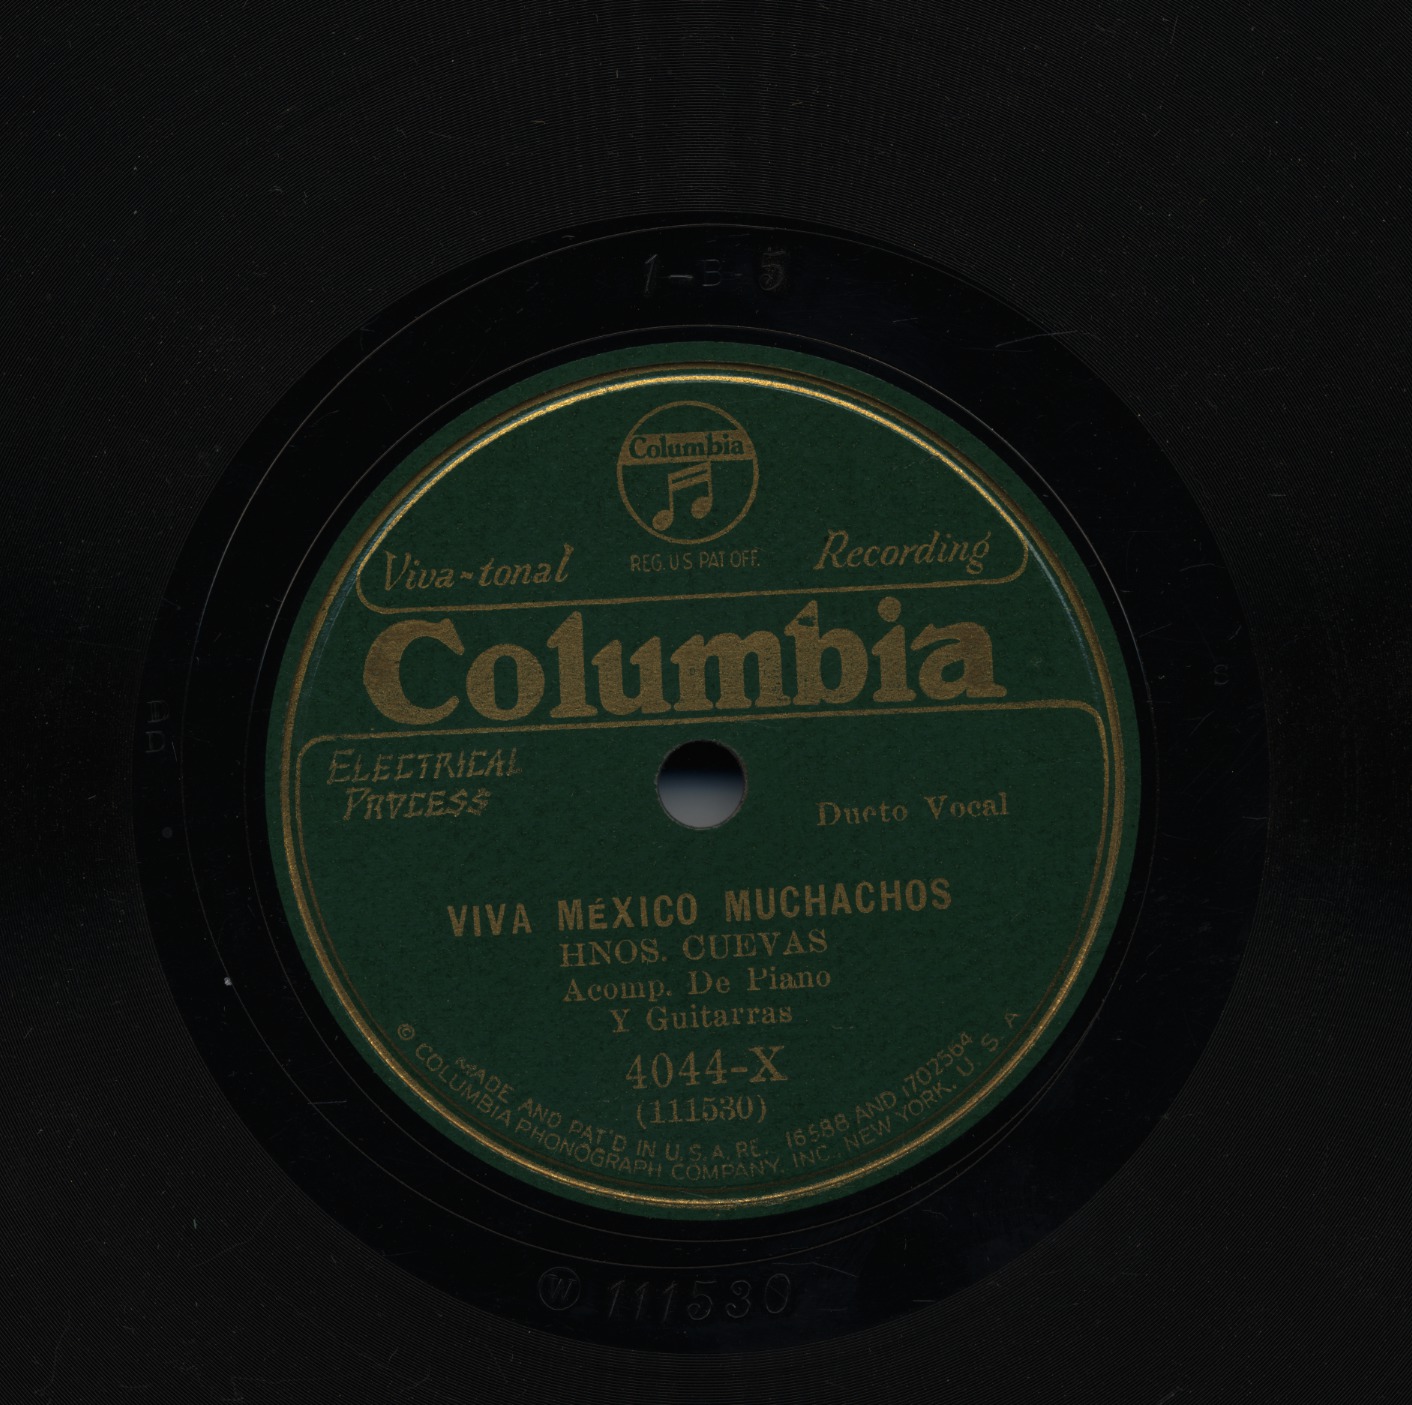 1-B-5
Columbia
REG. U.S. PAT. OFF.
Viva-tonal Recording
Columbia
ELECTRICAL
PROCESS
Dueto Vocal
VIVA MÉXICO MUCHACHOS
HNOS. CUEVAS
Acomp. De Piano
Y Guitarras
4044-X
(111530)
MADE AND PAT'D IN U.S.A. RE. 16588 AND 1702564
© COLUMBIA PHONOGRAPH COMPANY, INC., NEW YORK, U. S. A
W 111530
S